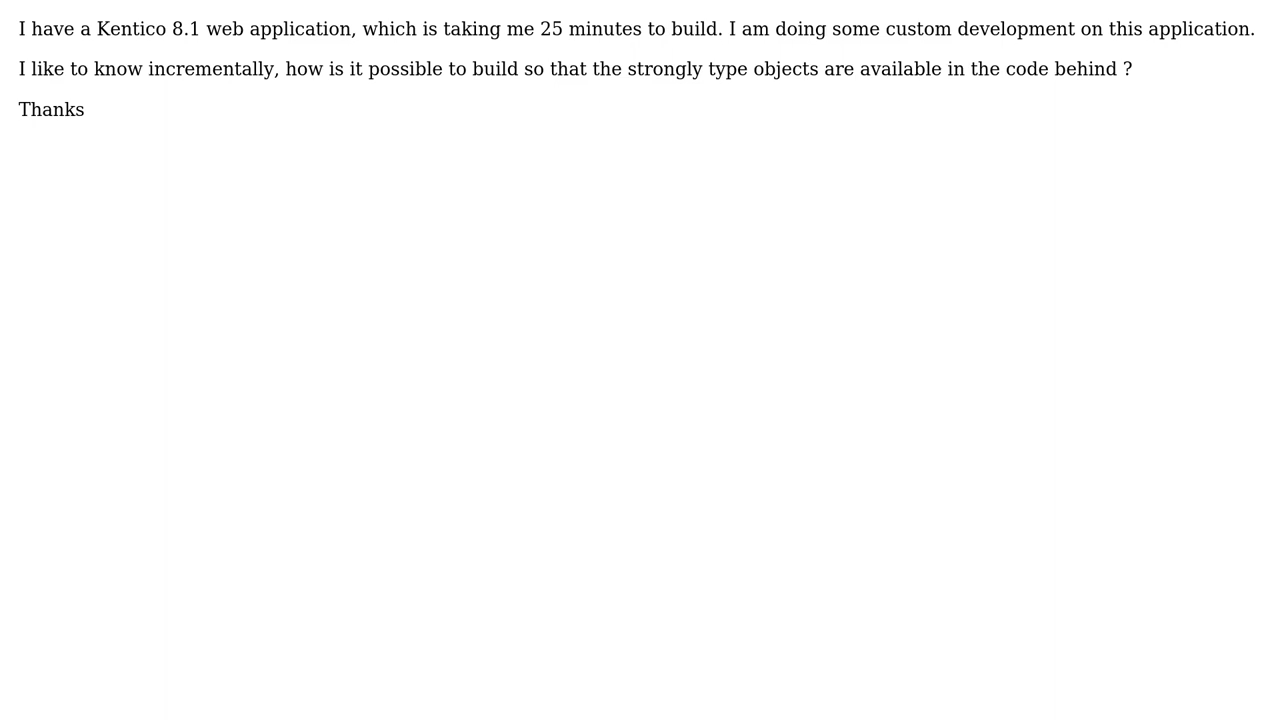 I have a Kentico 8.1 web application, which is taking me 25 minutes to build. I am doing some custom development on this application.
I like to know incrementally, how is it possible to build so that the strongly type objects are available in the code behind ?
Thanks